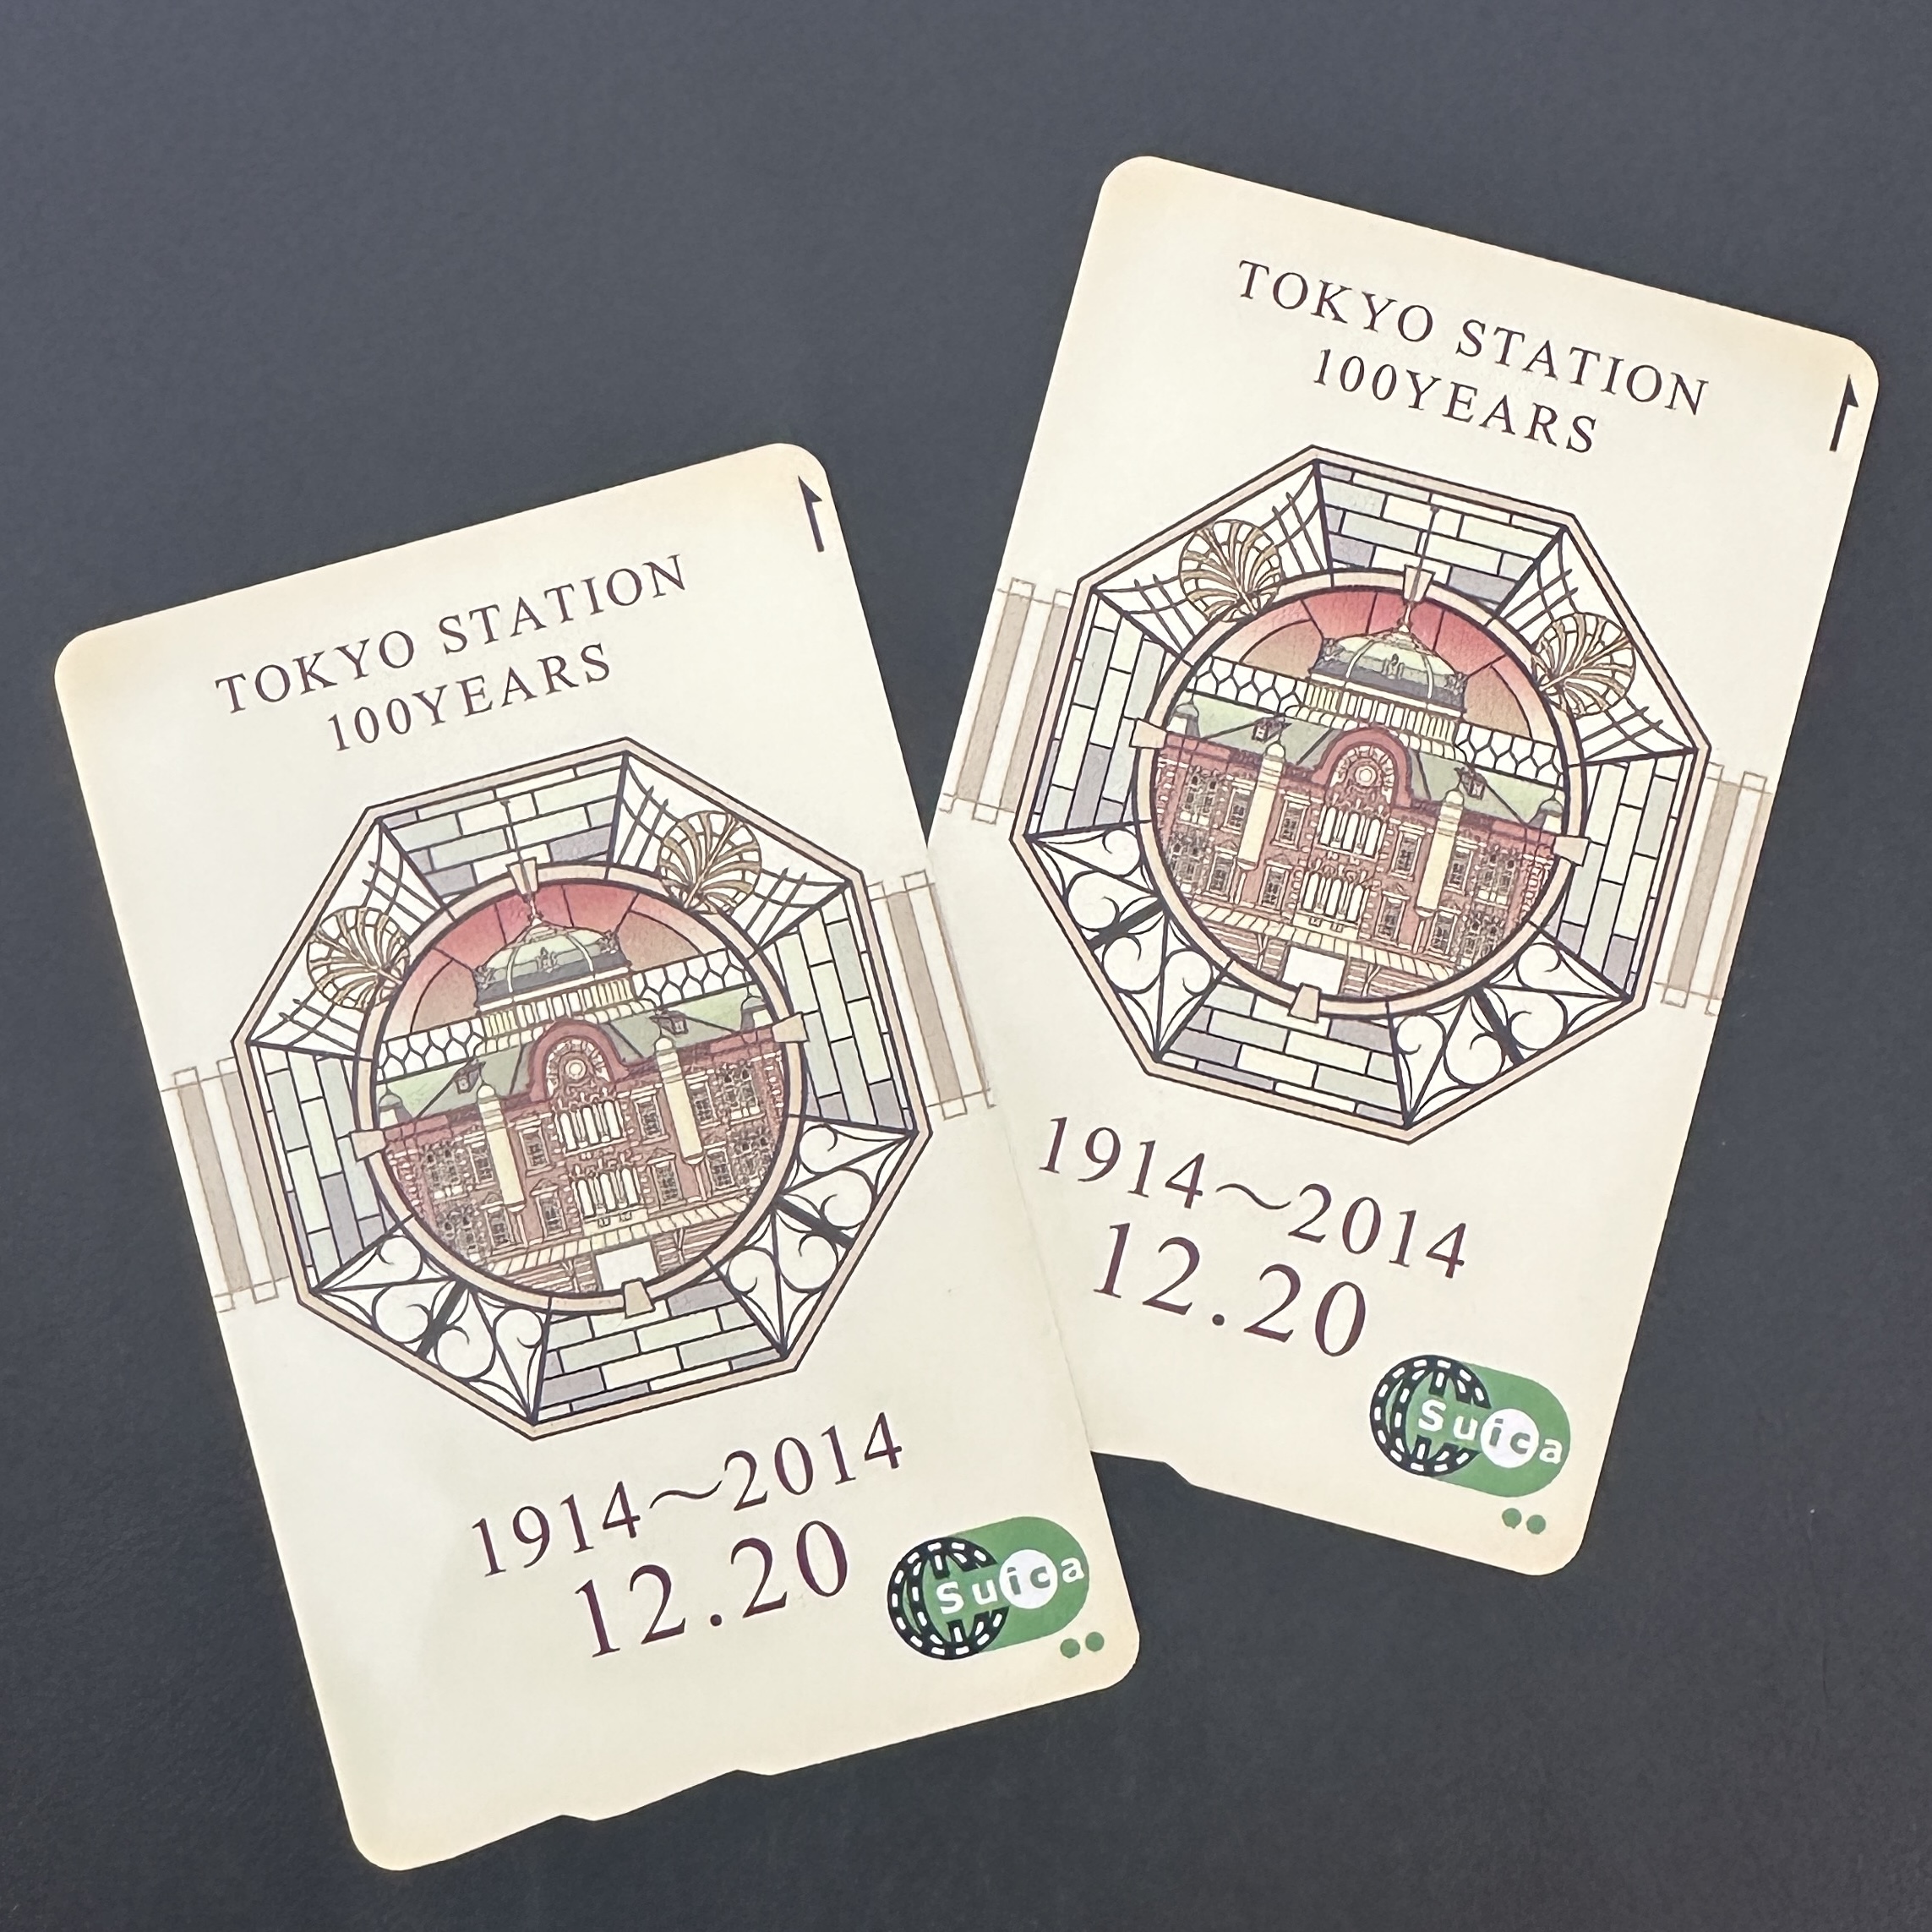 TOKYO STATION
100YEARS
1914～2014
12.20
Suica
TOKYO STATION
100YEARS
1914～2014
12.20
Suica